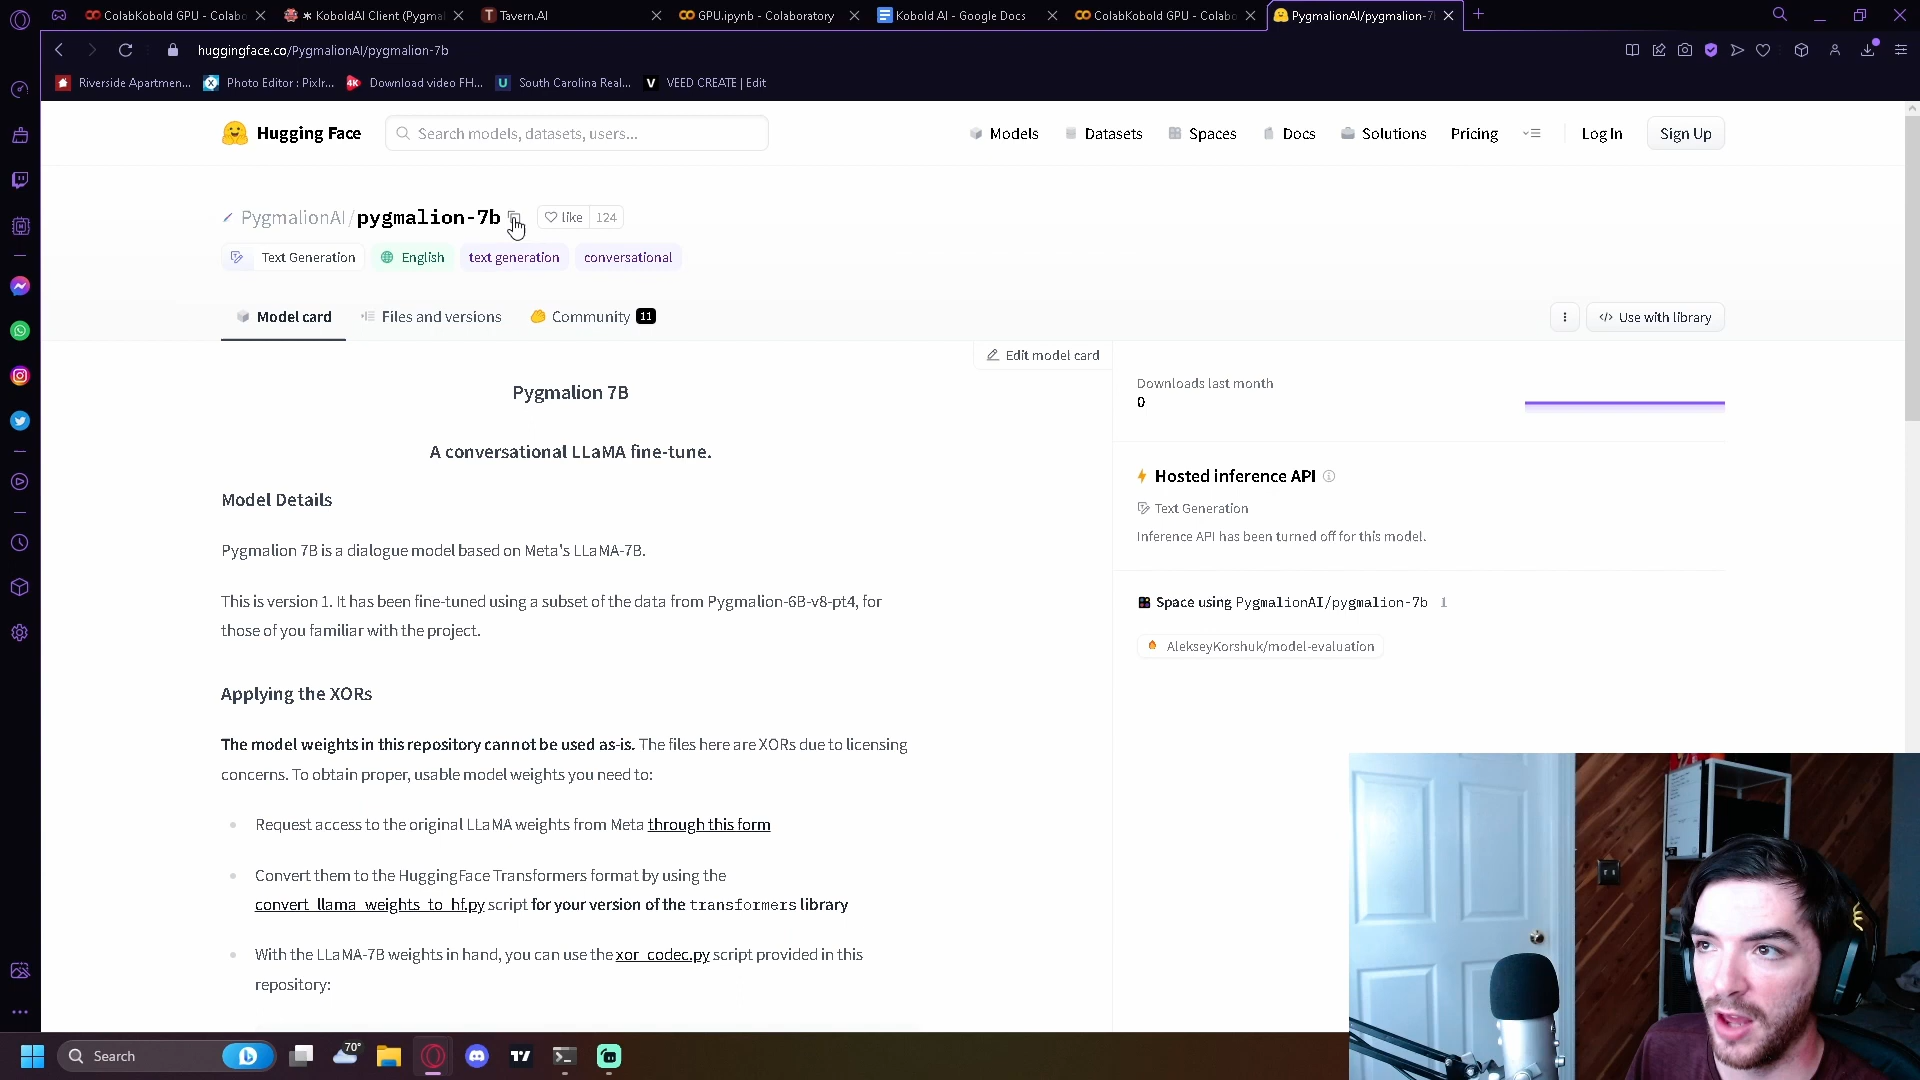 ColabKobold GPU - Colabo
KoboldAI Client (Pygmal
Tavern.AI
GPU.ipynb - Colaboratory
Kobold AI - Google Docs
ColabKobold GPU - Colabo
PygmalionAI/pygmalion-7
huggingface.co/PygmalionAI/pygmalion-7b
Riverside Apartmen...
Photo Editor : Pixlr...
4K
Download video FH...
U
South Carolina Real...
V
VEED CREATE | Edit
Hugging Face
Search models, datasets, users...
Models
Datasets
Spaces
Docs
Solutions
Pricing
Log In
Sign Up
PygmalionAI/pygmalion-7b
like
124
Text Generation
English
text generation
conversational
Model card
Files and versions
Community
11
Use with library
Edit model card
Pygmalion 7B
A conversational LLaMA fine-tune.
Model Details
Pygmalion 7B is a dialogue model based on Meta's LLaMA-7B.
This is version 1. It has been fine-tuned using a subset of the data from Pygmalion-6B-v8-pt4, for
those of you familiar with the project.
Applying the XORs
The model weights in this repository cannot be used as-is. The files here are XORs due to licensing
concerns. To obtain proper, usable model weights you need to:
Request access to the original LLaMA weights from Meta through this form
Convert them to the HuggingFace Transformers format by using the
convert_llama_weights_to_hf.py script for your version of the transformers library
With the LLaMA-7B weights in hand, you can use the xor_codec.py script provided in this
repository:
Downloads last month
0
Hosted inference API
Text Generation
Inference API has been turned off for this model.
Space using PygmalionAI/pygmalion-7b 1
AlekseyKorshuk/model-evaluation
Search
70°